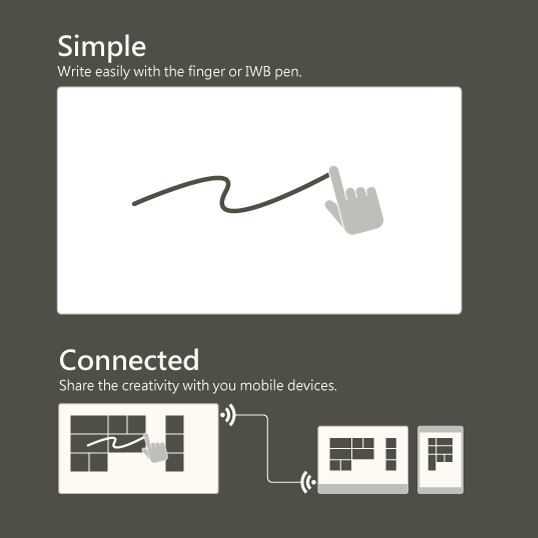 Simple
Write easily with the finger or IWB pen.
Connected
Share the creativity with you mobile devices.